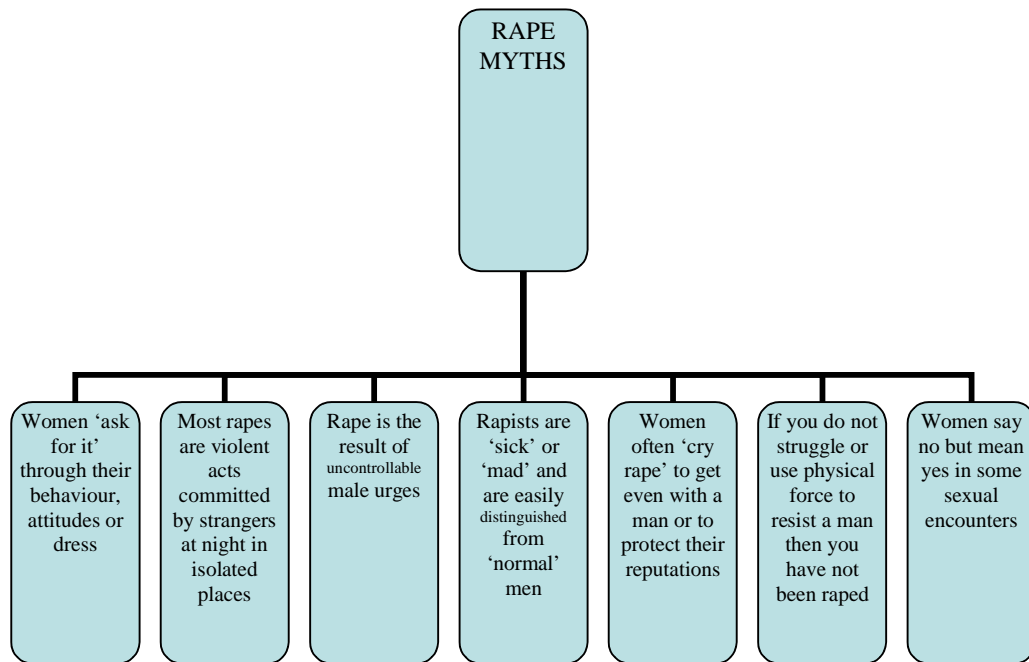 RAPE
MYTHS
Women ‘ask
for it’
through their
behaviour,
attitudes or
dress
Most rapes
are violent
acts
committed
by strangers
at night in
isolated
places
Rape is the
result of
uncontrollable
male urges
Rapists are
‘sick’ or
‘mad’ and
are easily
distinguished
from
‘normal’
men
Women
often ‘cry
rape’ to get
even with a
man or to
protect their
reputations
If you do not
struggle or
use physical
force to
resist a man
then you
have not
been raped
Women say
no but mean
yes in some
sexual
encounters